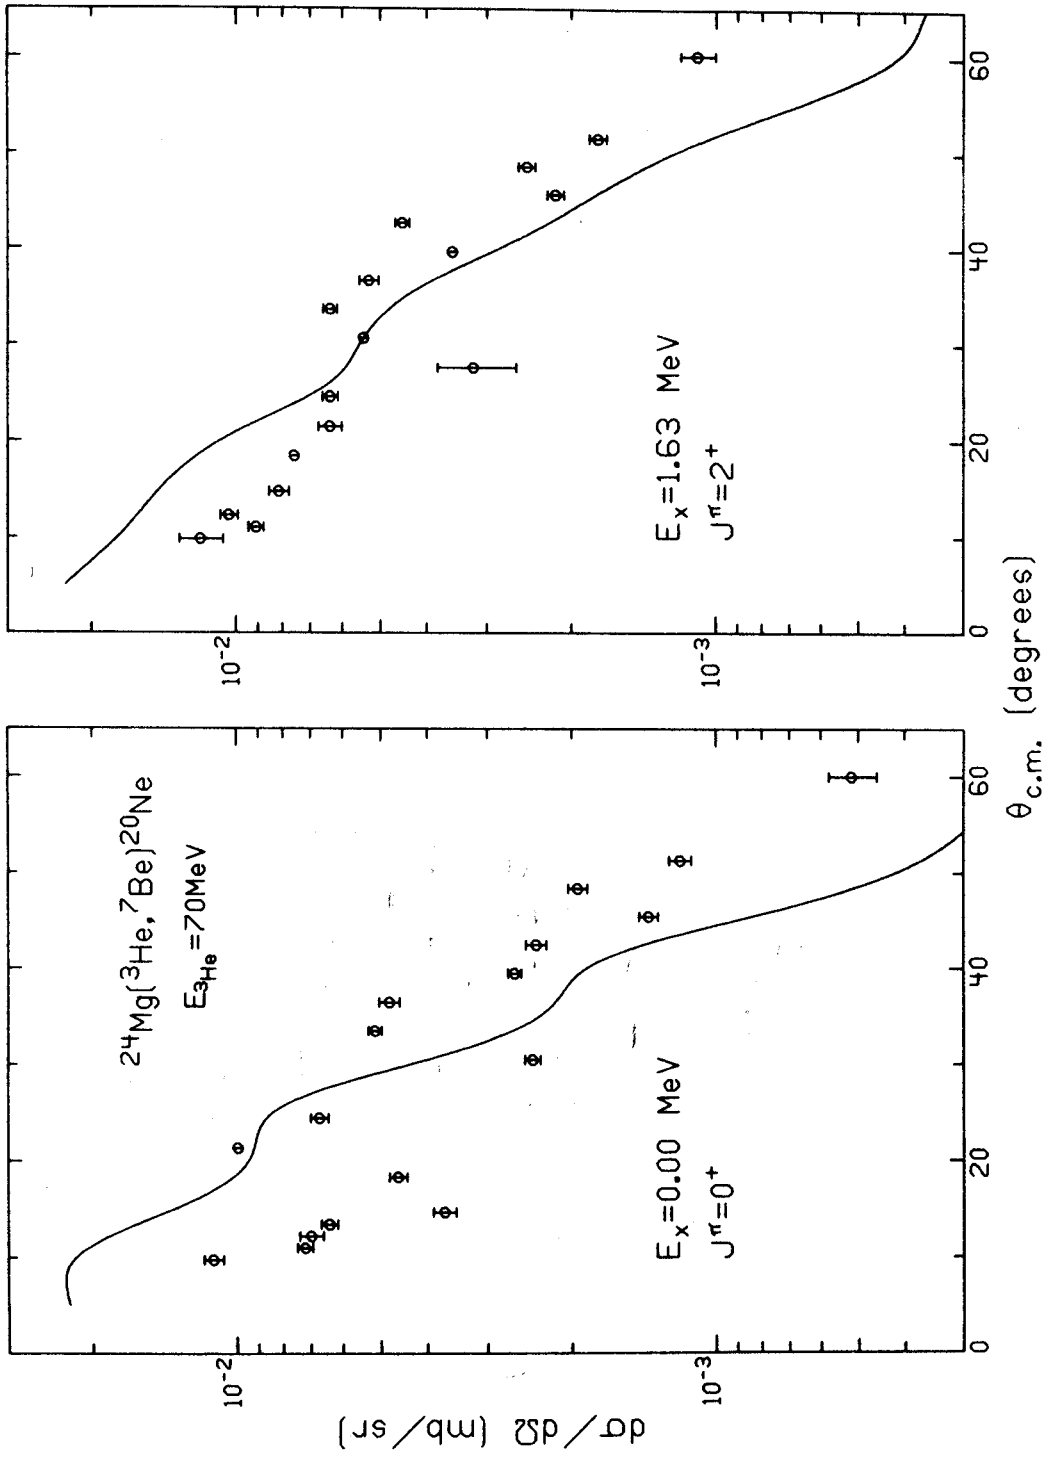 ²⁴Mg(³He,⁷Be)²⁰Ne
E₃He=70MeV
Eₓ=0.00 MeV
Jπ=0⁺
10⁻²
10⁻³
dσ/dΩ (mb/sr)
0
20
40
60
Eₓ=1.63 MeV
Jπ=2⁺
10⁻²
10⁻³
0
20
40
60
θc.m. (degrees)